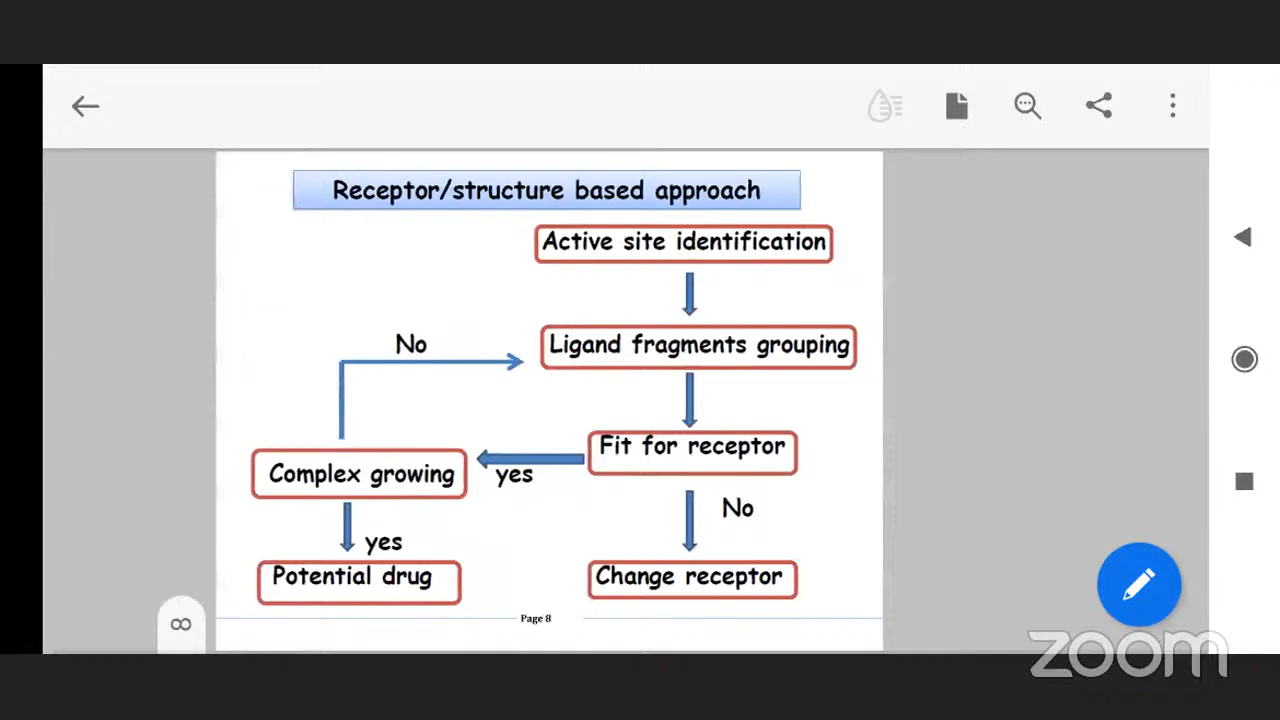 Receptor/structure based approach
Active site identification
No
Ligand fragments grouping
Fit for receptor
Complex growing
yes
No
yes
Potential drug
Change receptor
Page 8
8
zoom